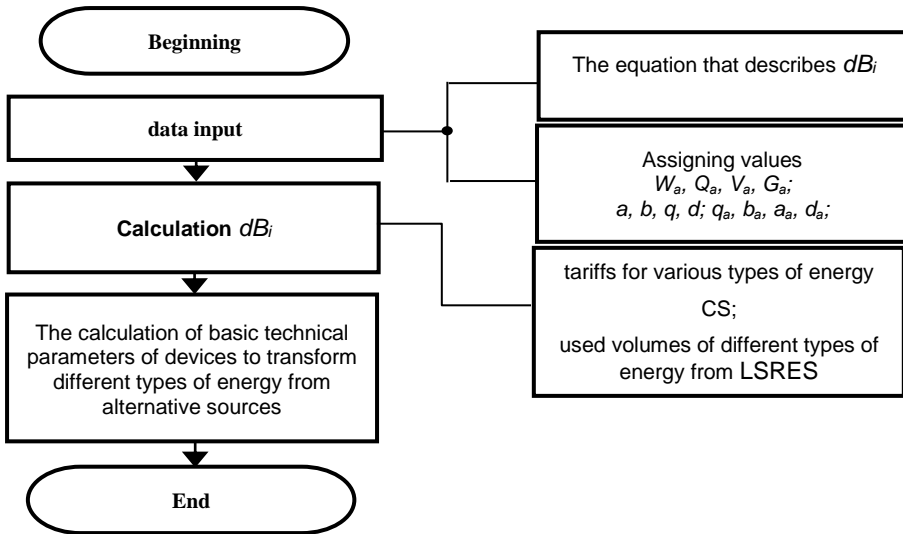 Beginning
data input
Calculation dBᵢ
The calculation of basic technical
parameters of devices to transform
different types of energy from
alternative sources
End
The equation that describes dBᵢ
Assigning values
Wₐ, Qₐ, Vₐ, Gₐ;
a, b, q, d; qₐ, bₐ, aₐ, dₐ;
tariffs for various types of energy
CS;
used volumes of different types of
energy from LSRES